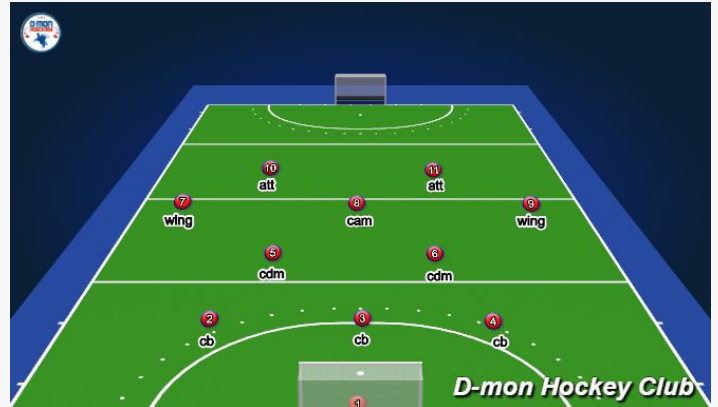 D-MON
HOCKEY
10
11
att
att
7
8
9
wing
cam
wing
5
6
cdm
cdm
2
3
4
cb
cb
cb
1
D-mon Hockey Club